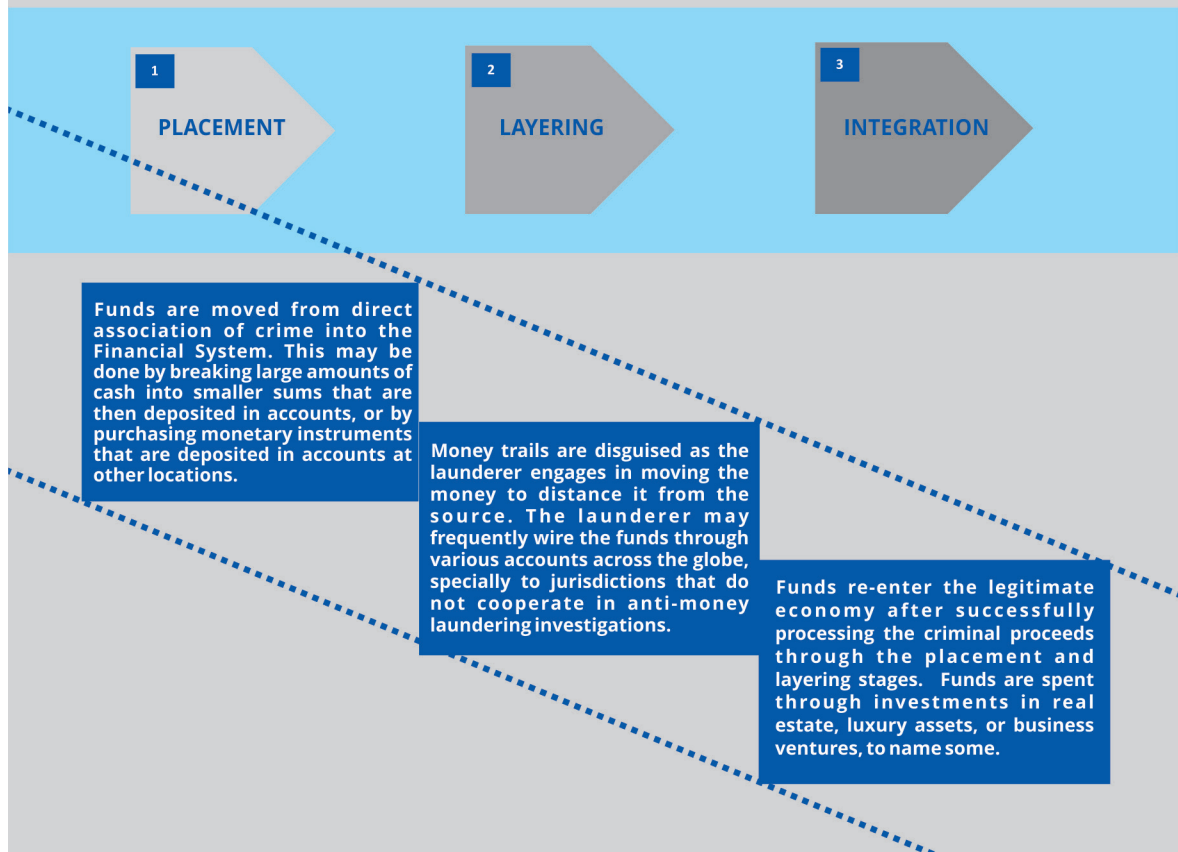 1
PLACEMENT
2
LAYERING
3
INTEGRATION
Funds are moved from direct
association of crime into the
Financial System. This may be
done by breaking large amounts of
cash into smaller sums that are
then deposited in accounts, or by
purchasing monetary instruments
that are deposited in accounts at
other locations.
Money trails are disguised as the
launderer engages in moving the
money to distance it from the
source. The launderer may
frequently wire the funds through
various accounts across the globe,
specially to jurisdictions that do
not cooperate in anti-money
laundering investigations.
Funds re-enter the legitimate
economy after successfully
processing the criminal proceeds
through the placement and
layering stages. Funds are spent
through investments in real
estate, luxury assets, or business
ventures, to name some.